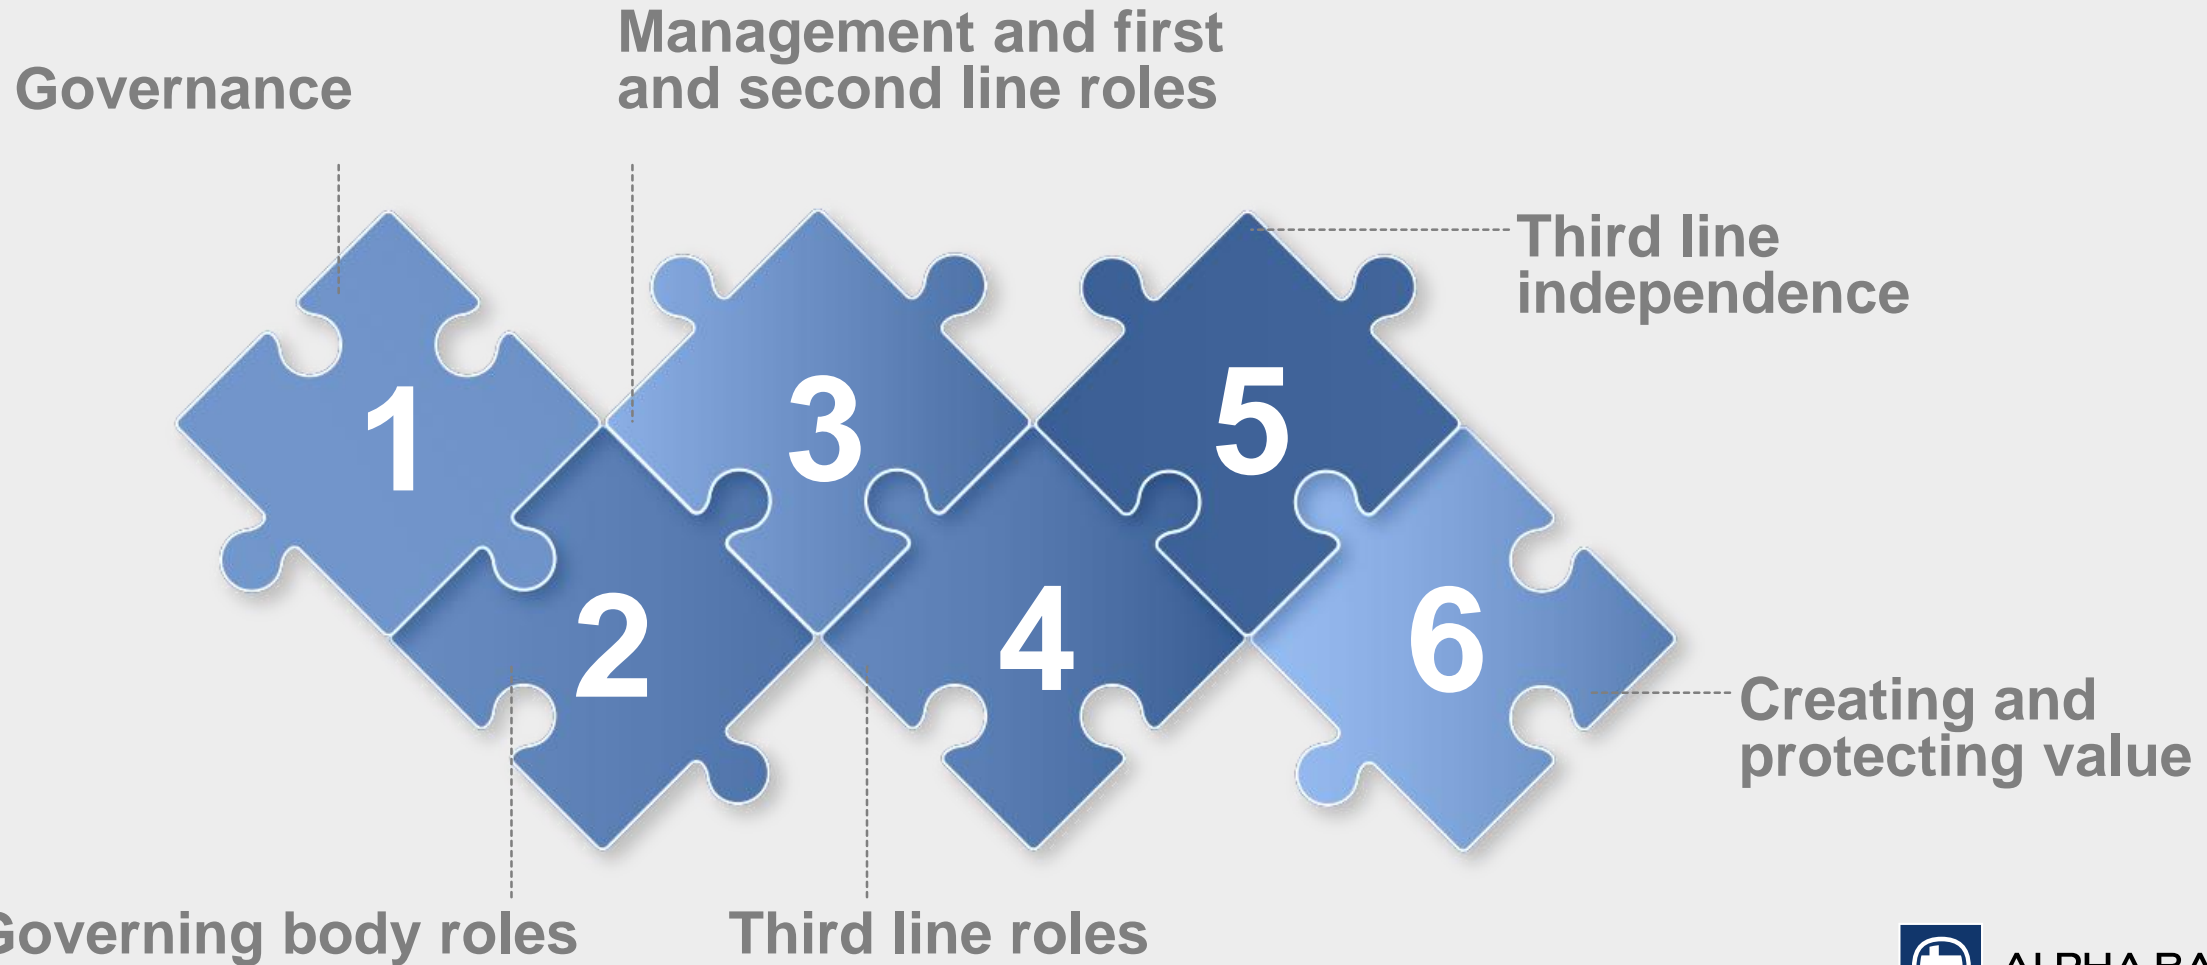 Management and first
and second line roles
Governance
Third line
independence
1
3
5
2
4
6
Creating and
protecting value
Governing body roles
Third line roles
ALPHA